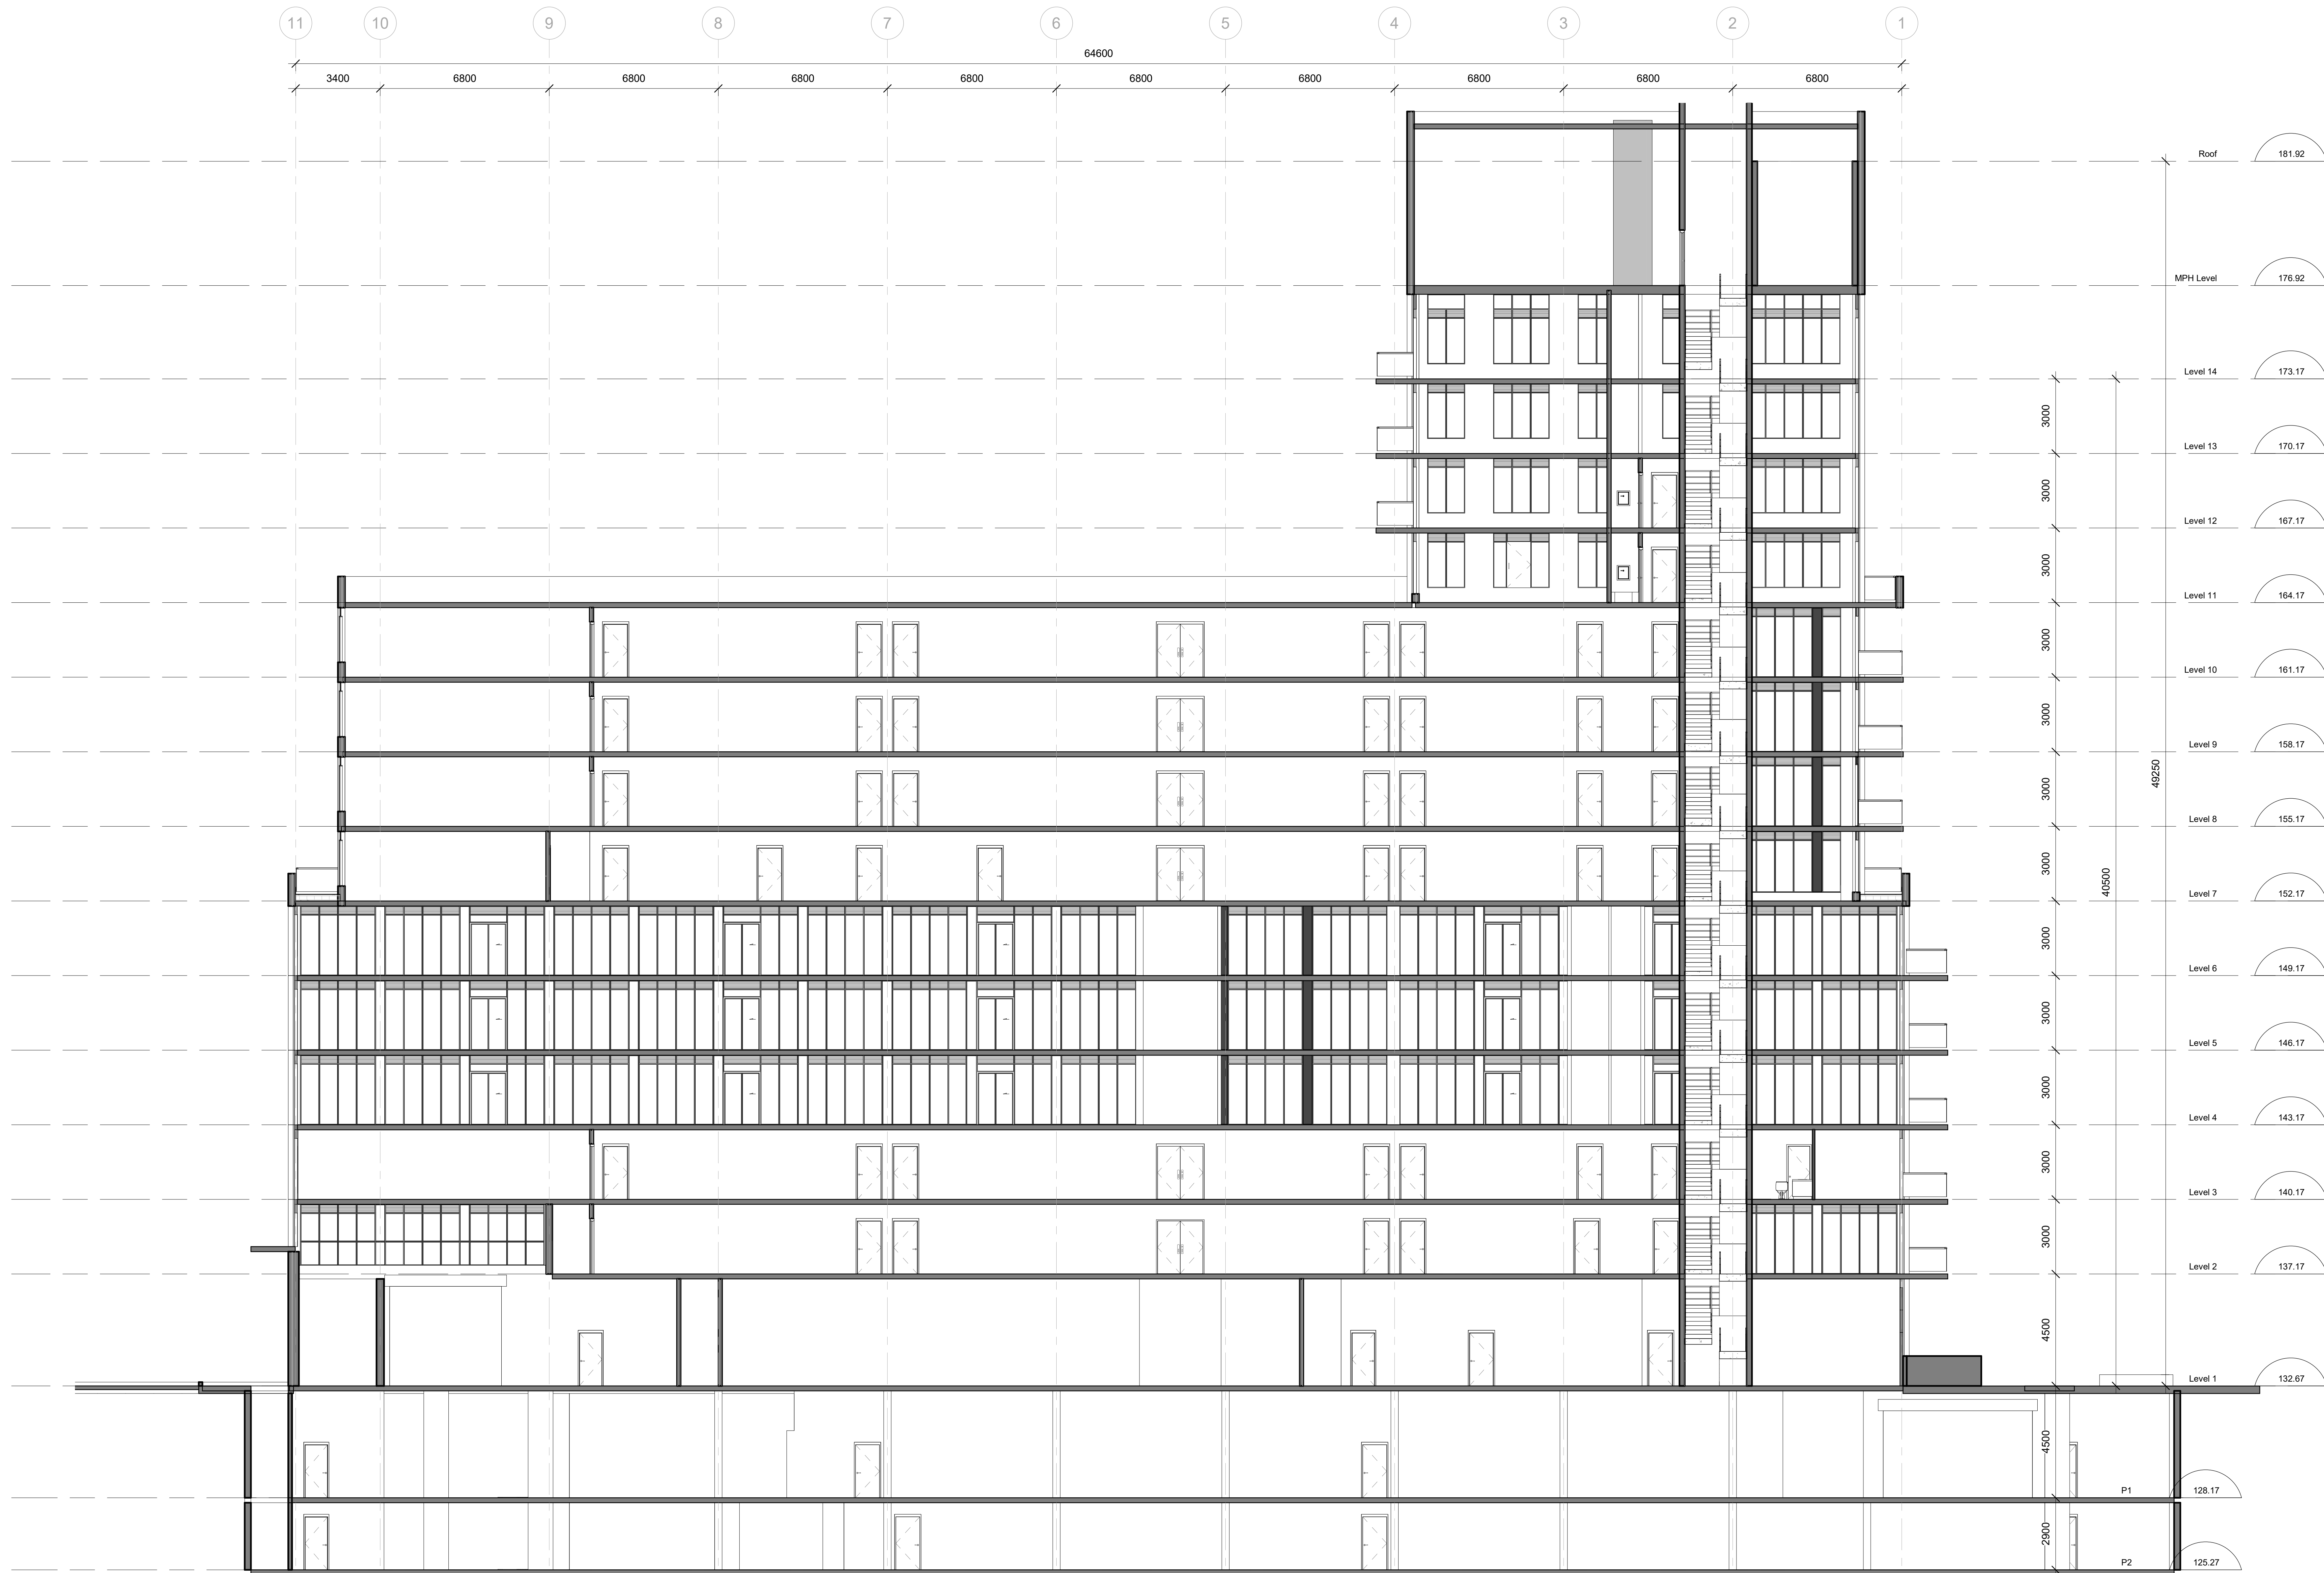 11 10 9 8 7 6 5 4 3 2 1
64600
3400 6800 6800 6800 6800 6800 6800 6800 6800 6800
Roof 181.92
MPH Level 176.92
Level 14 173.17
3000
Level 13 170.17
3000
Level 12 167.17
3000
Level 11 164.17
3000
Level 10 161.17
3000
Level 9 158.17
49250
3000
Level 8 155.17
3000
40500
Level 7 152.17
3000
Level 6 149.17
3000
Level 5 146.17
3000
Level 4 143.17
3000
Level 3 140.17
3000
Level 2 137.17
4500
Level 1 132.67
4500
P1 128.17
2900
P2 125.27